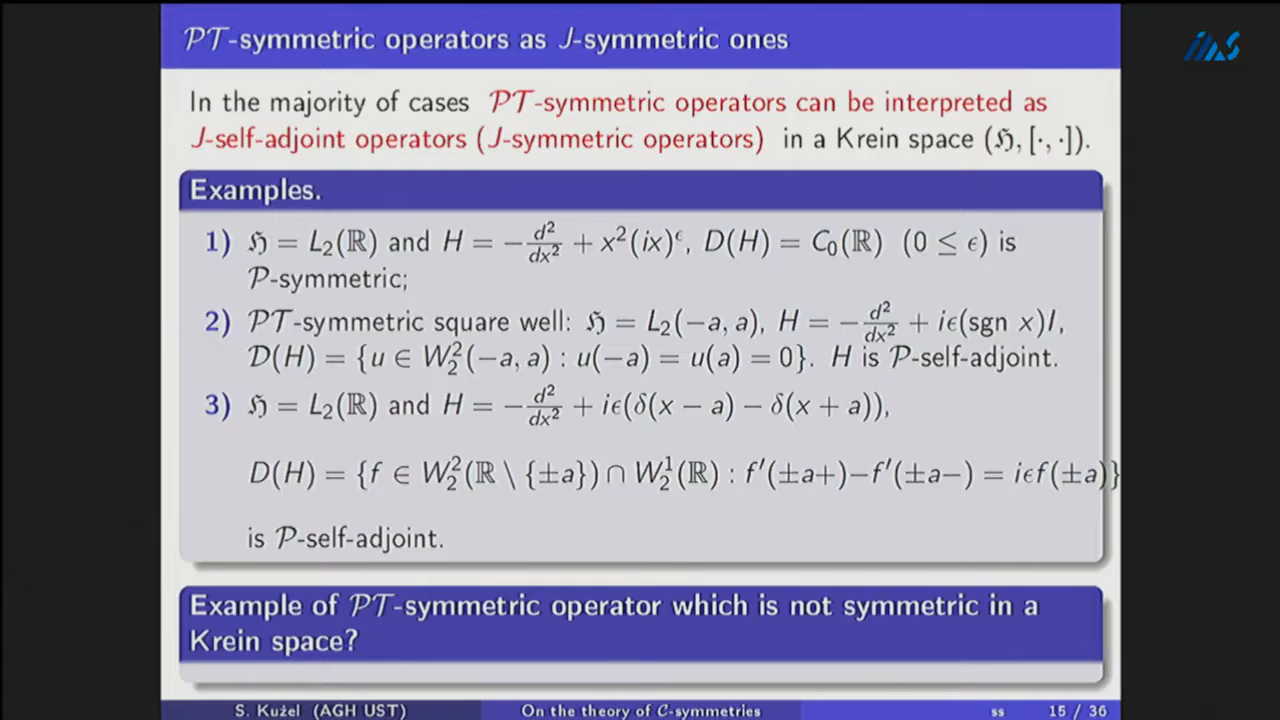 PT-symmetric operators as J-symmetric ones
IMS
In the majority of cases PT-symmetric operators can be interpreted as
J-self-adjoint operators (J-symmetric operators) in a Krein space (ℌ, [·, ·]).
Examples.
1) ℌ = L₂(ℝ) and H = −d²/dx² + x²(ix)^ε, D(H) = C₀(ℝ) (0 ≤ ε) is
P-symmetric;
2) PT-symmetric square well: ℌ = L₂(−a, a), H = −d²/dx² + iε(sgn x)I,
D(H) = {u ∈ W₂²(−a, a) : u(−a) = u(a) = 0}. H is P-self-adjoint.
3) ℌ = L₂(ℝ) and H = −d²/dx² + iε(δ(x − a) − δ(x + a)),
D(H) = {f ∈ W₂²(ℝ \ {±a}) ∩ W₂¹(ℝ) : f′(±a+)−f′(±a−) = iεf(±a)}
is P-self-adjoint.
Example of PT-symmetric operator which is not symmetric in a
Krein space?
S. Kużel (AGH UST) On the theory of C-symmetries ss 15 / 36